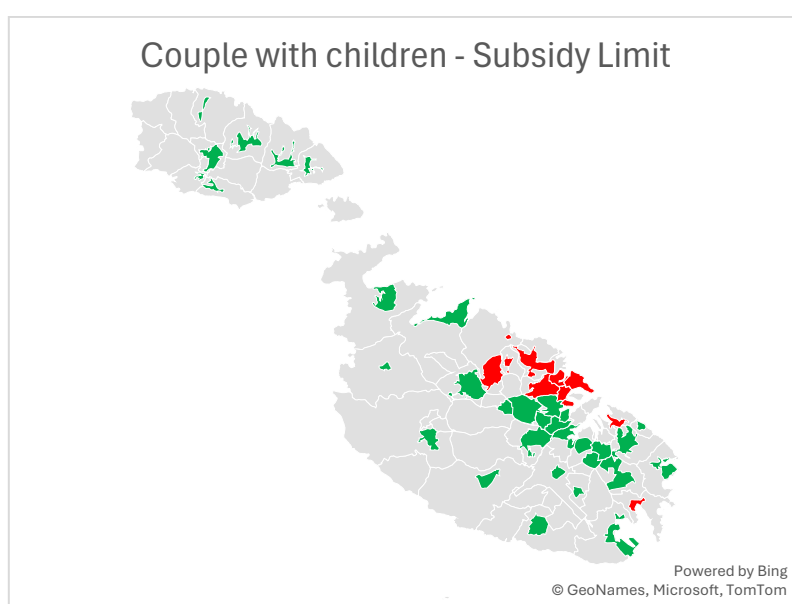 Couple with children - Subsidy Limit
Powered by Bing
© GeoNames, Microsoft, TomTom